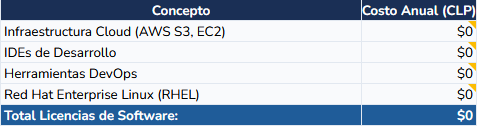 Concepto Costo Anual (CLP)
Infraestructura Cloud (AWS S3, EC2) $0
IDEs de Desarrollo $0
Herramientas DevOps $0
Red Hat Enterprise Linux (RHEL) $0
Total Licencias de Software: $0